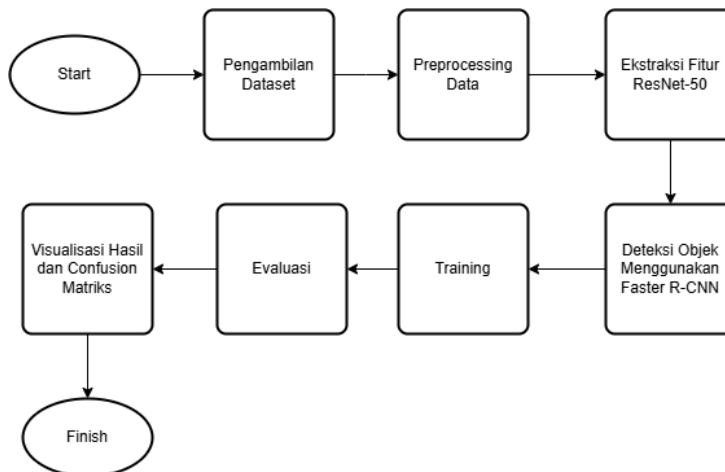 Start
Pengambilan
Dataset
Preprocessing
Data
Ekstraksi Fitur
ResNet-50
Deteksi Objek
Menggunakan
Faster R-CNN
Training
Evaluasi
Visualisasi Hasil
dan Confusion
Matriks
Finish